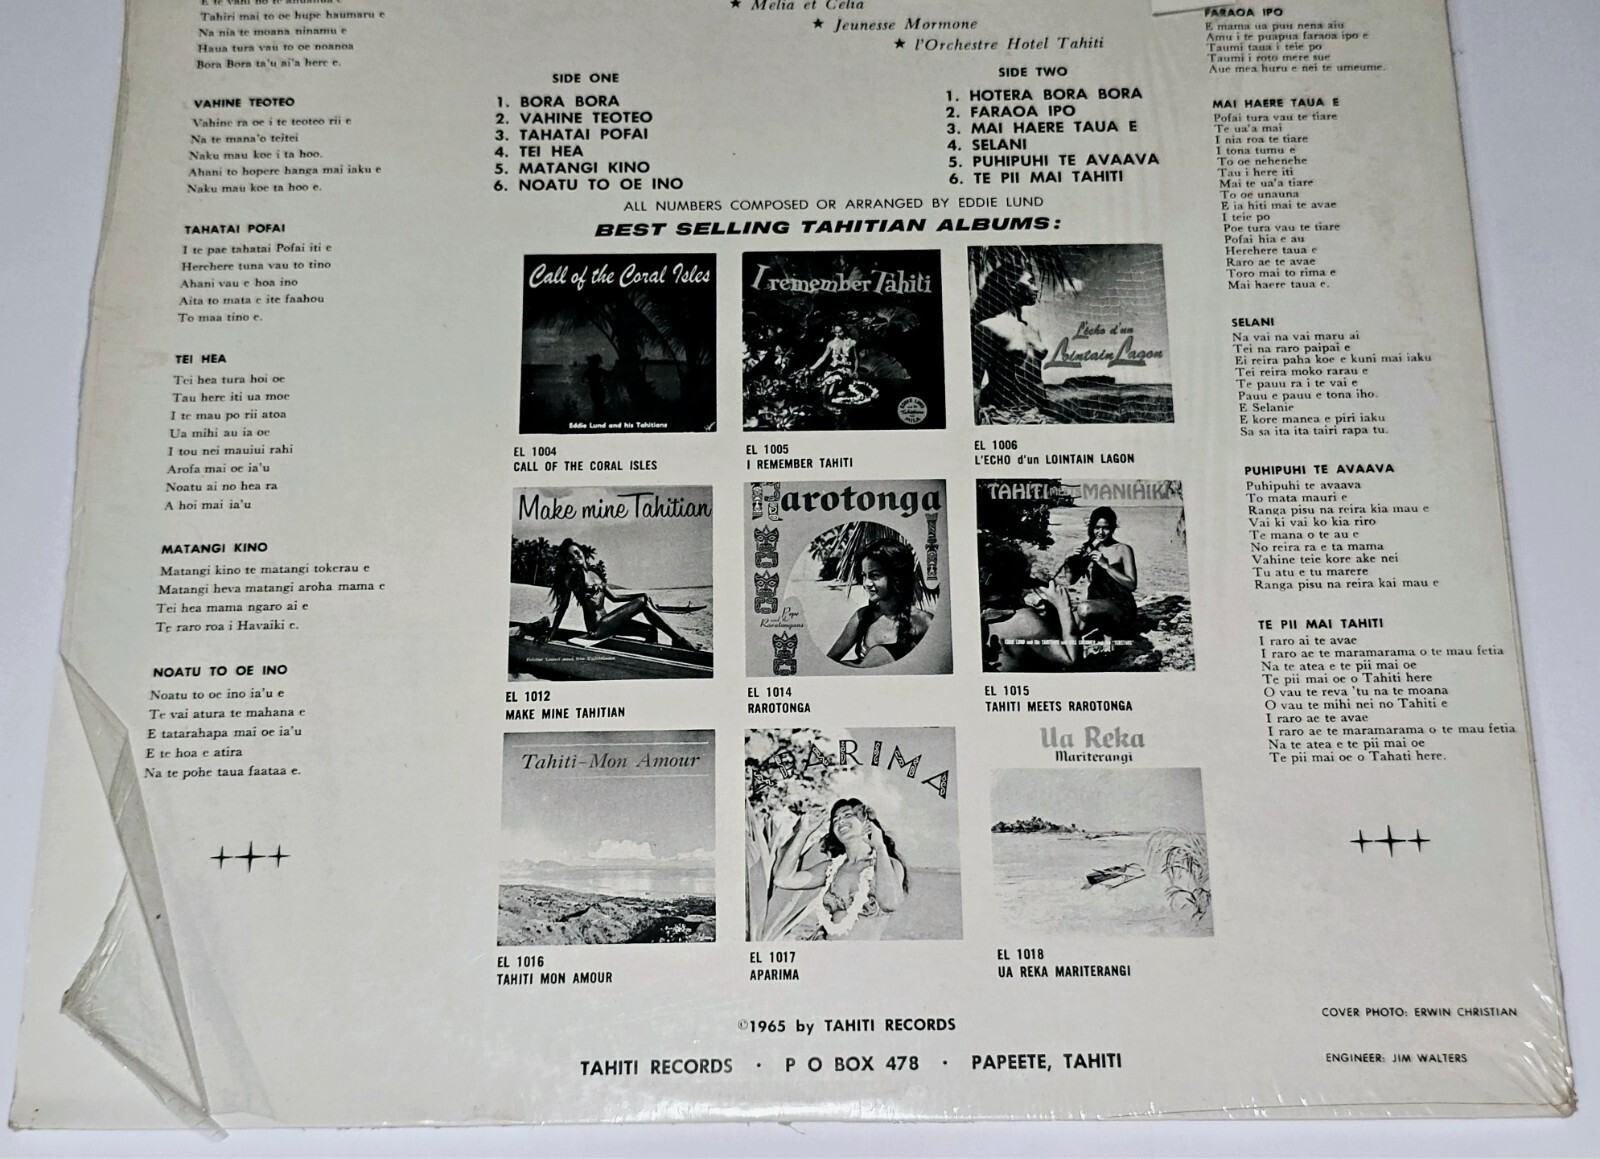 Tahiri mai to oe hupe haumaru e
Na nia te moana ninamu e
Haua tura vau to oe noanoa
Bora Bora ta'u ai'a here e.
VAHINE TEOTEO
Vahine ra oe i te teoteo rii e
Na te mana'o teitei
Naku mau koe i ta hoo.
Ahani to hopere hanga mai iaku e
Naku mau koe ta hoo e.
TAHATAI POFAI
I te pae tahatai Pofai iti e
Herehere tuna vau to tino
Ahani vau e hoa ino
Aita to mata e ite faahou
To maa tino e.
TEI HEA
Tei hea tura hoi oe
Tau here iti ua moe
I te mau po rii atoa
Ua mihi au ia oe
I tou nei mauiui rahi
Arofa mai oe ia'u
Noatu ai no hea ra
A hoi mai ia'u
MATANGI KINO
Matangi kino te matangi tokerau e
Matangi heva matangi aroha mama e
Tei hea mama ngaro ai e
Te raro roa i Havaiki e.
NOATU TO OE INO
Noatu to oe ino ia'u e
Te vai atura te mahana e
E tatarahapa mai oe ia'u
E te hoa e atira
Na te pohe taua faataa e.
★ Melia et Celia
★ Jeunesse Mormone
★ l'Orchestre Hotel Tahiti
SIDE ONE
1. BORA BORA
2. VAHINE TEOTEO
3. TAHATAI POFAI
4. TEI HEA
5. MATANGI KINO
6. NOATU TO OE INO
SIDE TWO
1. HOTERA BORA BORA
2. FARAOA IPO
3. MAI HAERE TAUA E
4. SELANI
5. PUHIPUHI TE AVAAVA
6. TE PII MAI TAHITI
ALL NUMBERS COMPOSED OR ARRANGED BY EDDIE LUND
BEST SELLING TAHITIAN ALBUMS:
Call of the Coral Isles
Eddie Lund and his Tahitians
EL 1004
CALL OF THE CORAL ISLES
I remember Tahiti
EL 1005
I REMEMBER TAHITI
L'écho d'un
Lointain Lagon
EL 1006
L'ECHO d'un LOINTAIN LAGON
Make mine Tahitian
Eddie Lund and his Tahitians
EL 1012
MAKE MINE TAHITIAN
Rarotonga
Pepe
and the
Rarotongans
EL 1014
RAROTONGA
TAHITI MANIHIKI
EL 1015
TAHITI MEETS RAROTONGA
Tahiti-Mon Amour
EL 1016
TAHITI MON AMOUR
APARIMA
EL 1017
APARIMA
Ua Reka
Mariterangi
EL 1018
UA REKA MARITERANGI
©1965 by TAHITI RECORDS
TAHITI RECORDS · P O BOX 478 · PAPEETE, TAHITI
FARAOA IPO
E mama ua puu nena aiu
Amu i te puapua faraoa ipo e
Taumi taua i teie po
Taumi i roto mere sue
Aue mea huru e nei te umeume.
MAI HAERE TAUA E
Pofai tura vau te tiare
Te ua'a mai
I nia roa te tiare
I tona tumu e
To oe nehenehe
Tau i here iti
Mai te ua'a tiare
To oe unauna
E ia hiti mai te avae
I teie po
Poe tura vau te tiare
Pofai hia e au
Herehere taua e
Raro ae te avae
Toro mai to rima e
Mai haere taua e.
SELANI
Na vai na vai maru ai
Tei na raro paipai e
Ei reira paha koe e kuni mai iaku
Tei reira moko rarau e
Te pauu ra i te vai e
Pauu e pauu e tona iho.
E Selanie
E kore manea e piri iaku
Sa sa ita ita tairi rapa tu.
PUHIPUHI TE AVAAVA
Puhipuhi te avaava
To mata mauri e
Ranga pisu na reira kia mau e
Vai ki vai ko kia riro
Te mana o te au e
No reira ra e ta mama
Vahine teie kore ake nei
Tu atu e tu marere
Ranga pisu na reira kai mau e
TE PII MAI TAHITI
I raro ai te avae
I raro ae te maramarama o te mau fetia
Na te atea e te pii mai oe
Te pii mai oe o Tahiti here
O vau te reva 'tu na te moana
O vau te mihi nei no Tahiti e
I raro ae te avae
I raro ae te maramarama o te mau fetia
Na te atea e te pii mai oe
Te pii mai oe o Tahati here.
COVER PHOTO: ERWIN CHRISTIAN
ENGINEER: JIM WALTERS